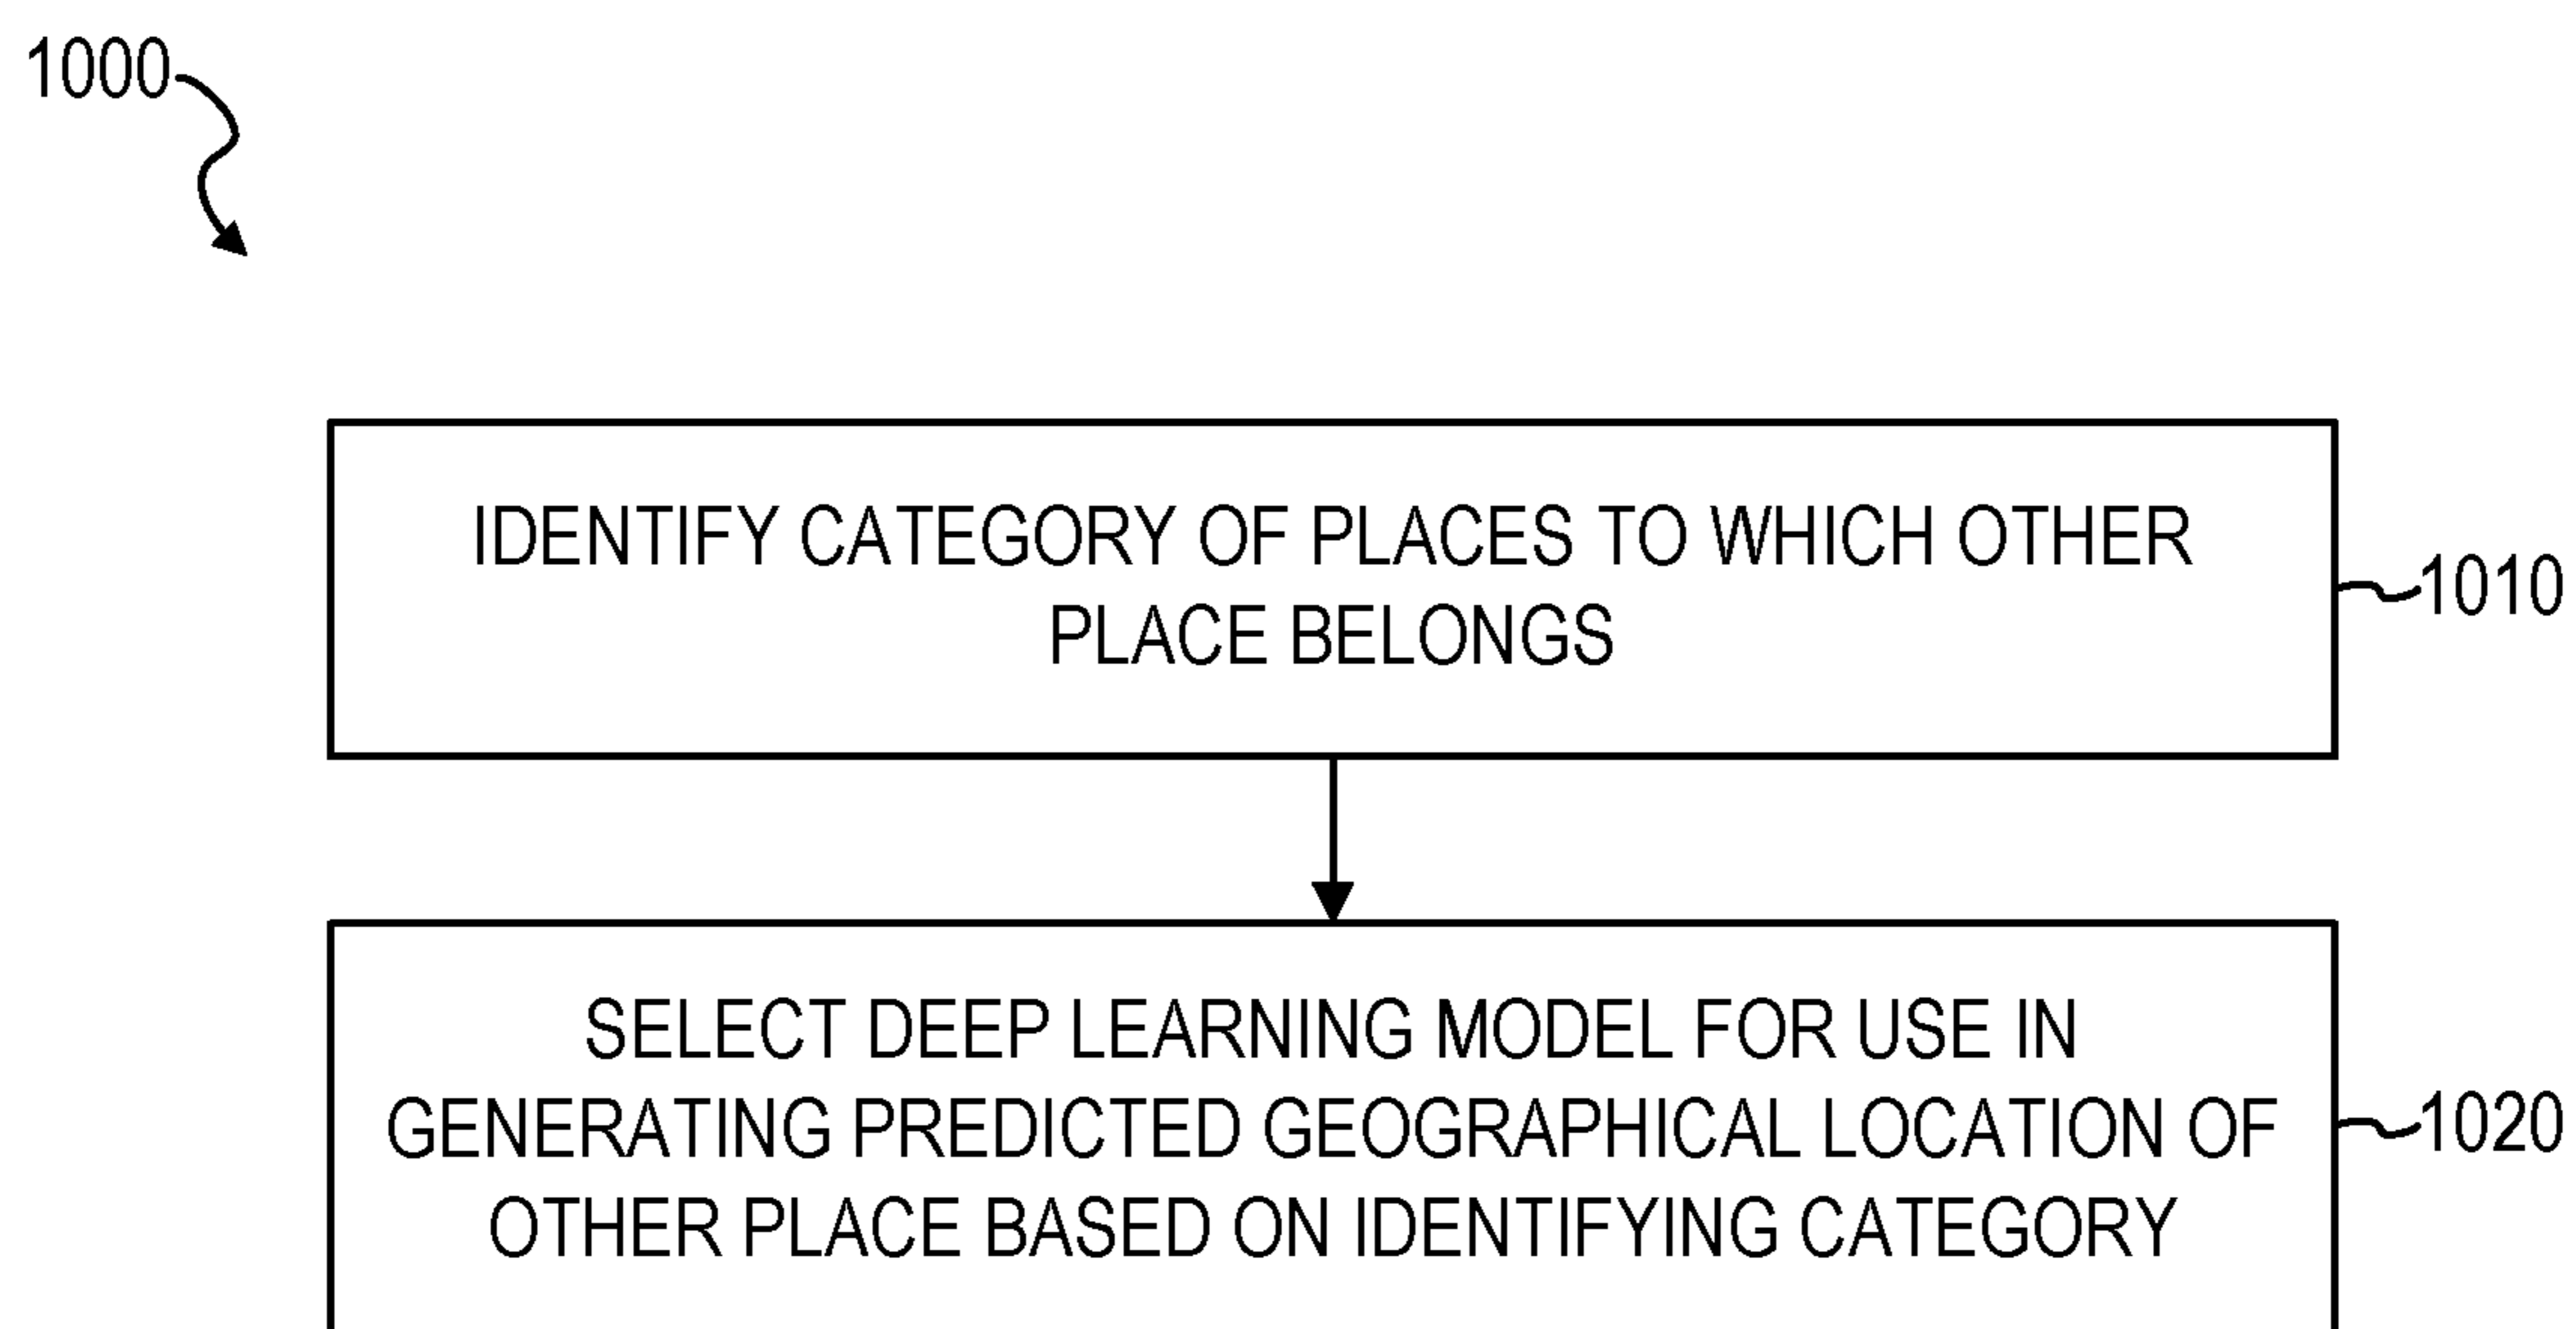 1000
IDENTIFY CATEGORY OF PLACES TO WHICH OTHER
PLACE BELONGS
1010
SELECT DEEP LEARNING MODEL FOR USE IN
GENERATING PREDICTED GEOGRAPHICAL LOCATION OF
OTHER PLACE BASED ON IDENTIFYING CATEGORY
1020